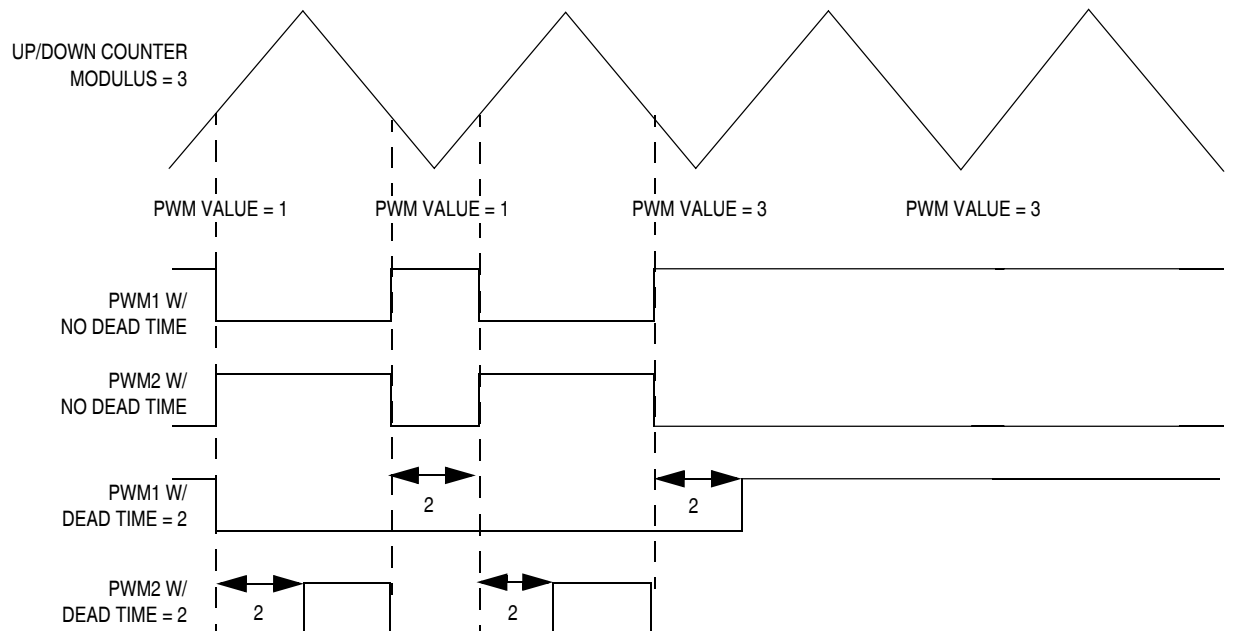 UP/DOWN COUNTER
MODULUS = 3
PWM VALUE = 1
PWM VALUE = 1
PWM VALUE = 3
PWM VALUE = 3
PWM1 W/
NO DEAD TIME
PWM2 W/
NO DEAD TIME
PWM1 W/
DEAD TIME = 2
2
2
PWM2 W/
DEAD TIME = 2
2
2